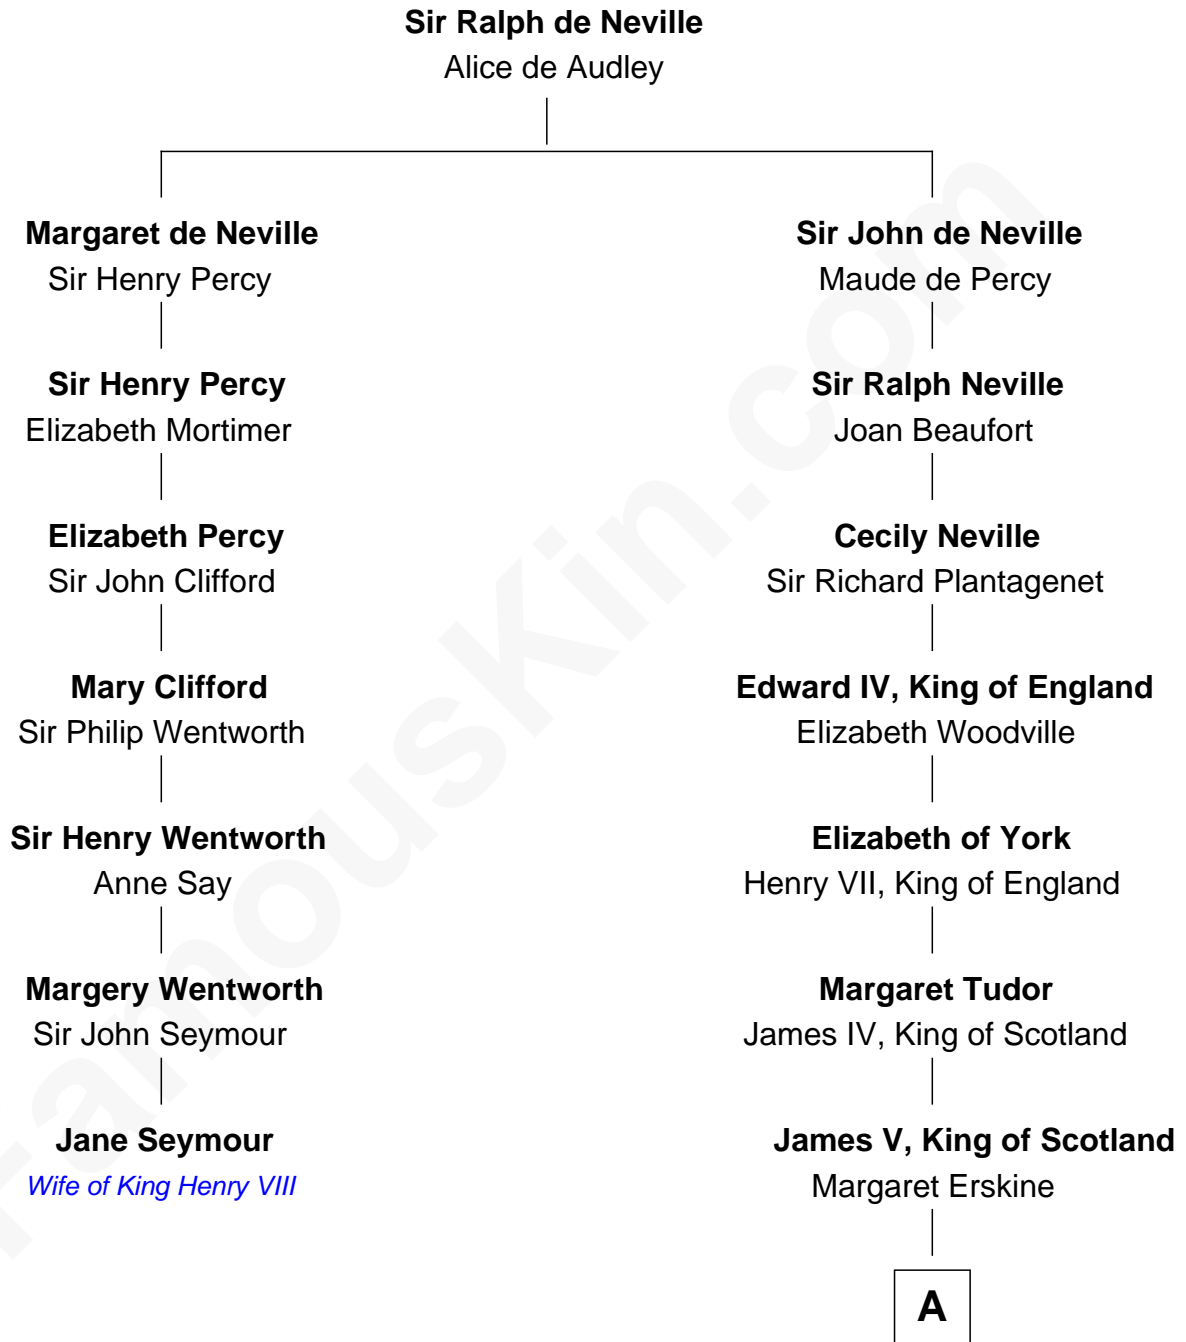 Sir Ralph de Neville
Alice de Audley
Margaret de Neville
Sir Henry Percy
Sir John de Neville
Maude de Percy
Sir Henry Percy
Elizabeth Mortimer
Sir Ralph Neville
Joan Beaufort
Elizabeth Percy
Sir John Clifford
Cecily Neville
Sir Richard Plantagenet
Mary Clifford
Sir Philip Wentworth
Edward IV, King of England
Elizabeth Woodville
Sir Henry Wentworth
Anne Say
Elizabeth of York
Henry VII, King of England
Margery Wentworth
Sir John Seymour
Margaret Tudor
James IV, King of Scotland
Jane Seymour
Wife of King Henry VIII
James V, King of Scotland
Margaret Erskine
A
FamousKin.com